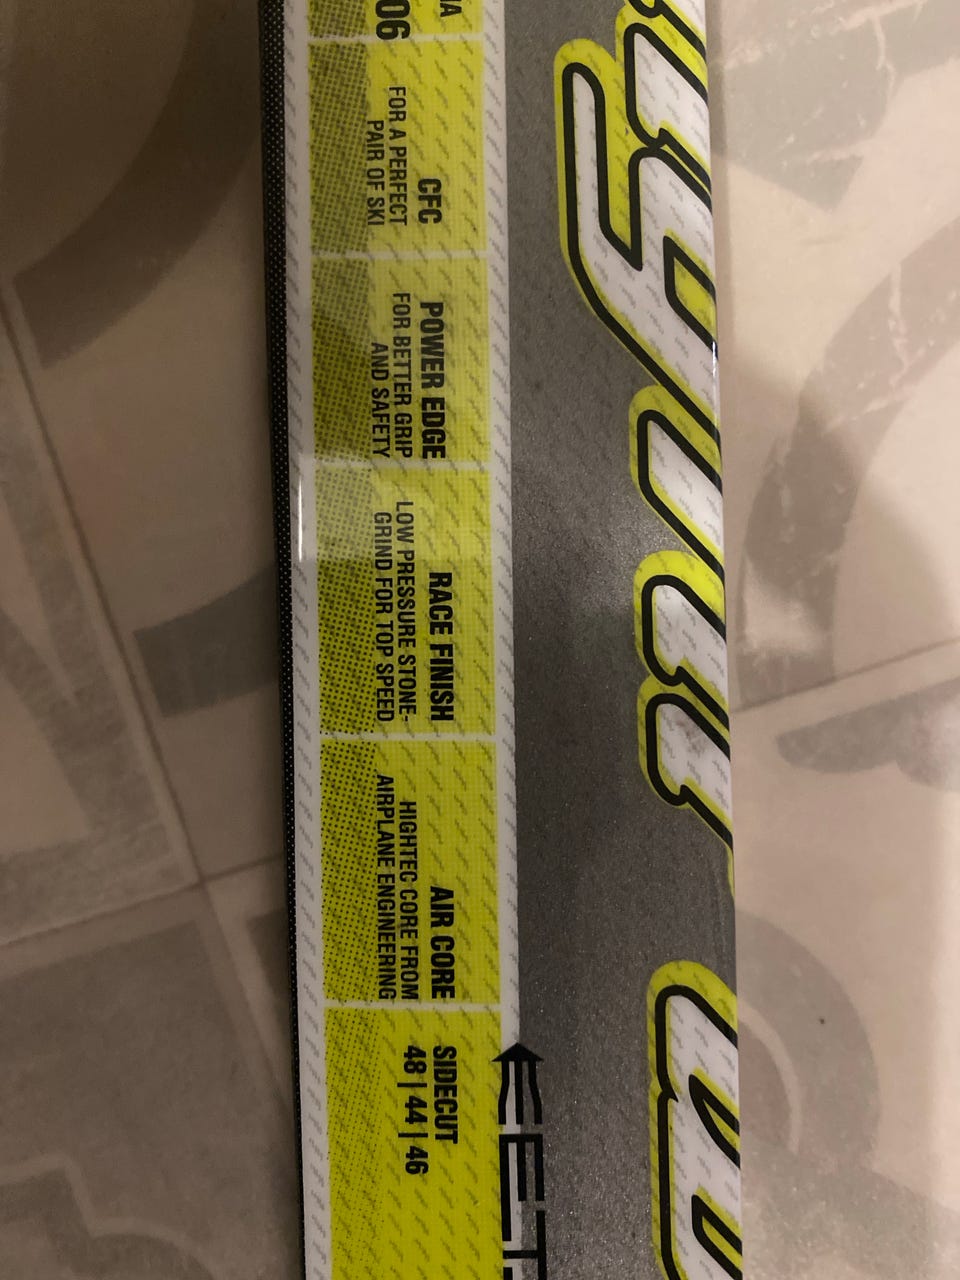 06
CFC
FOR A PERFECT
PAIR OF SKI
POWER EDGE
FOR BETTER GRIP
AND SAFETY
RACE FINISH
LOW PRESSURE STONE-
GRIND FOR TOP SPEED
AIR CORE
HIGHTEC CORE FROM
AIRPLANE ENGINEERING
SIDECUT
48 | 44 | 46